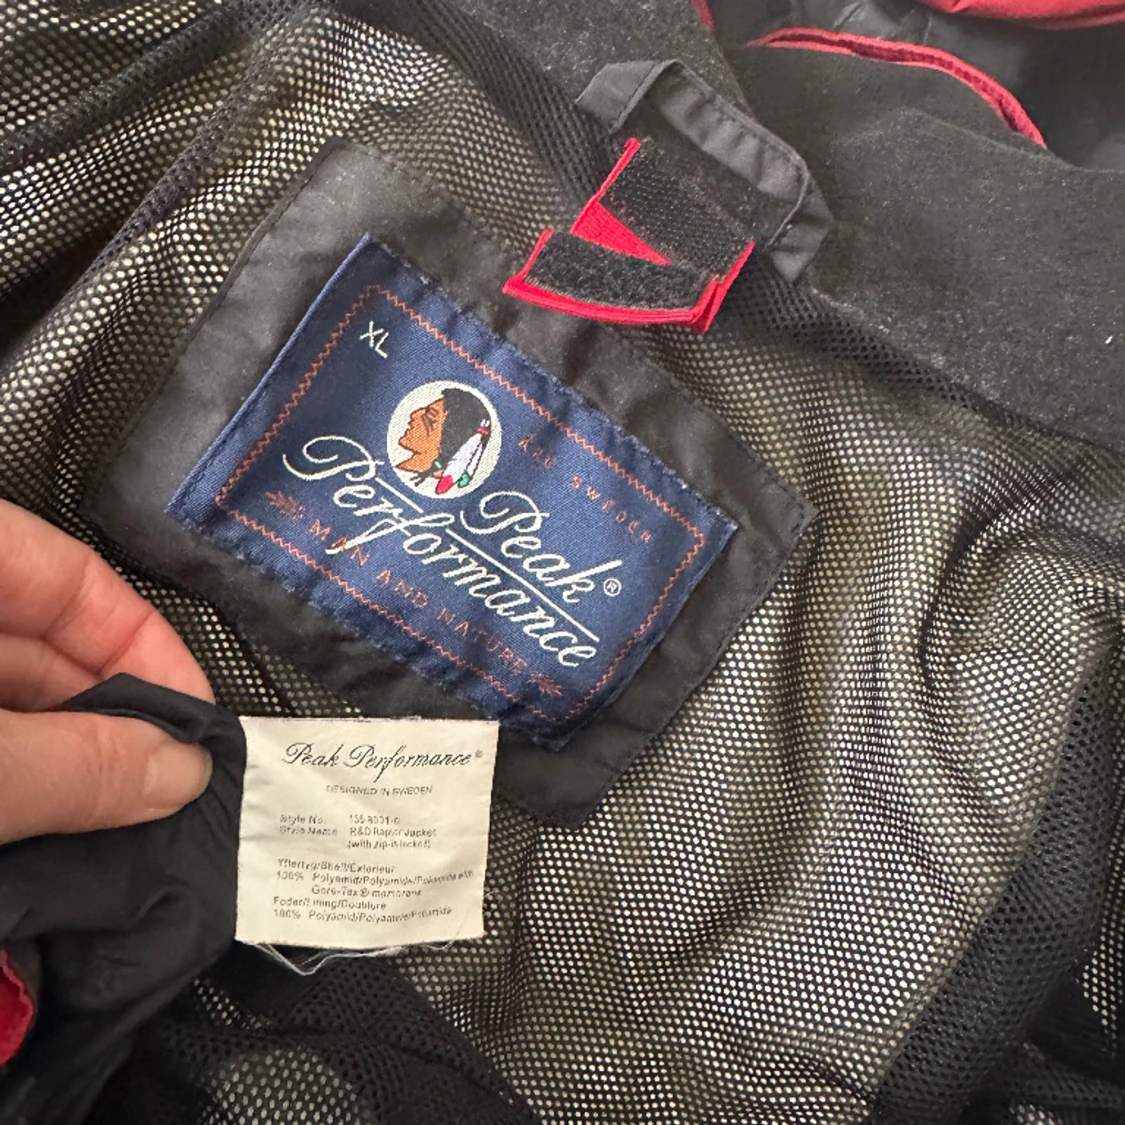 XL
ÅRE SWEDEN
Peak ®
Performance
MAN AND NATURE
Peak Performance®
DESIGNED IN SWEDEN
Style No.
Style Name R&D Raptor Jacket
(with zip-in jacket)
Yttertyg/Shell/Exterieur
100% Polyamid/Polyamide/Polyamide with
Gore-Tex® membrane
Foder/Lining/Doublure
100% Polyamid/Polyamide/Polyamide